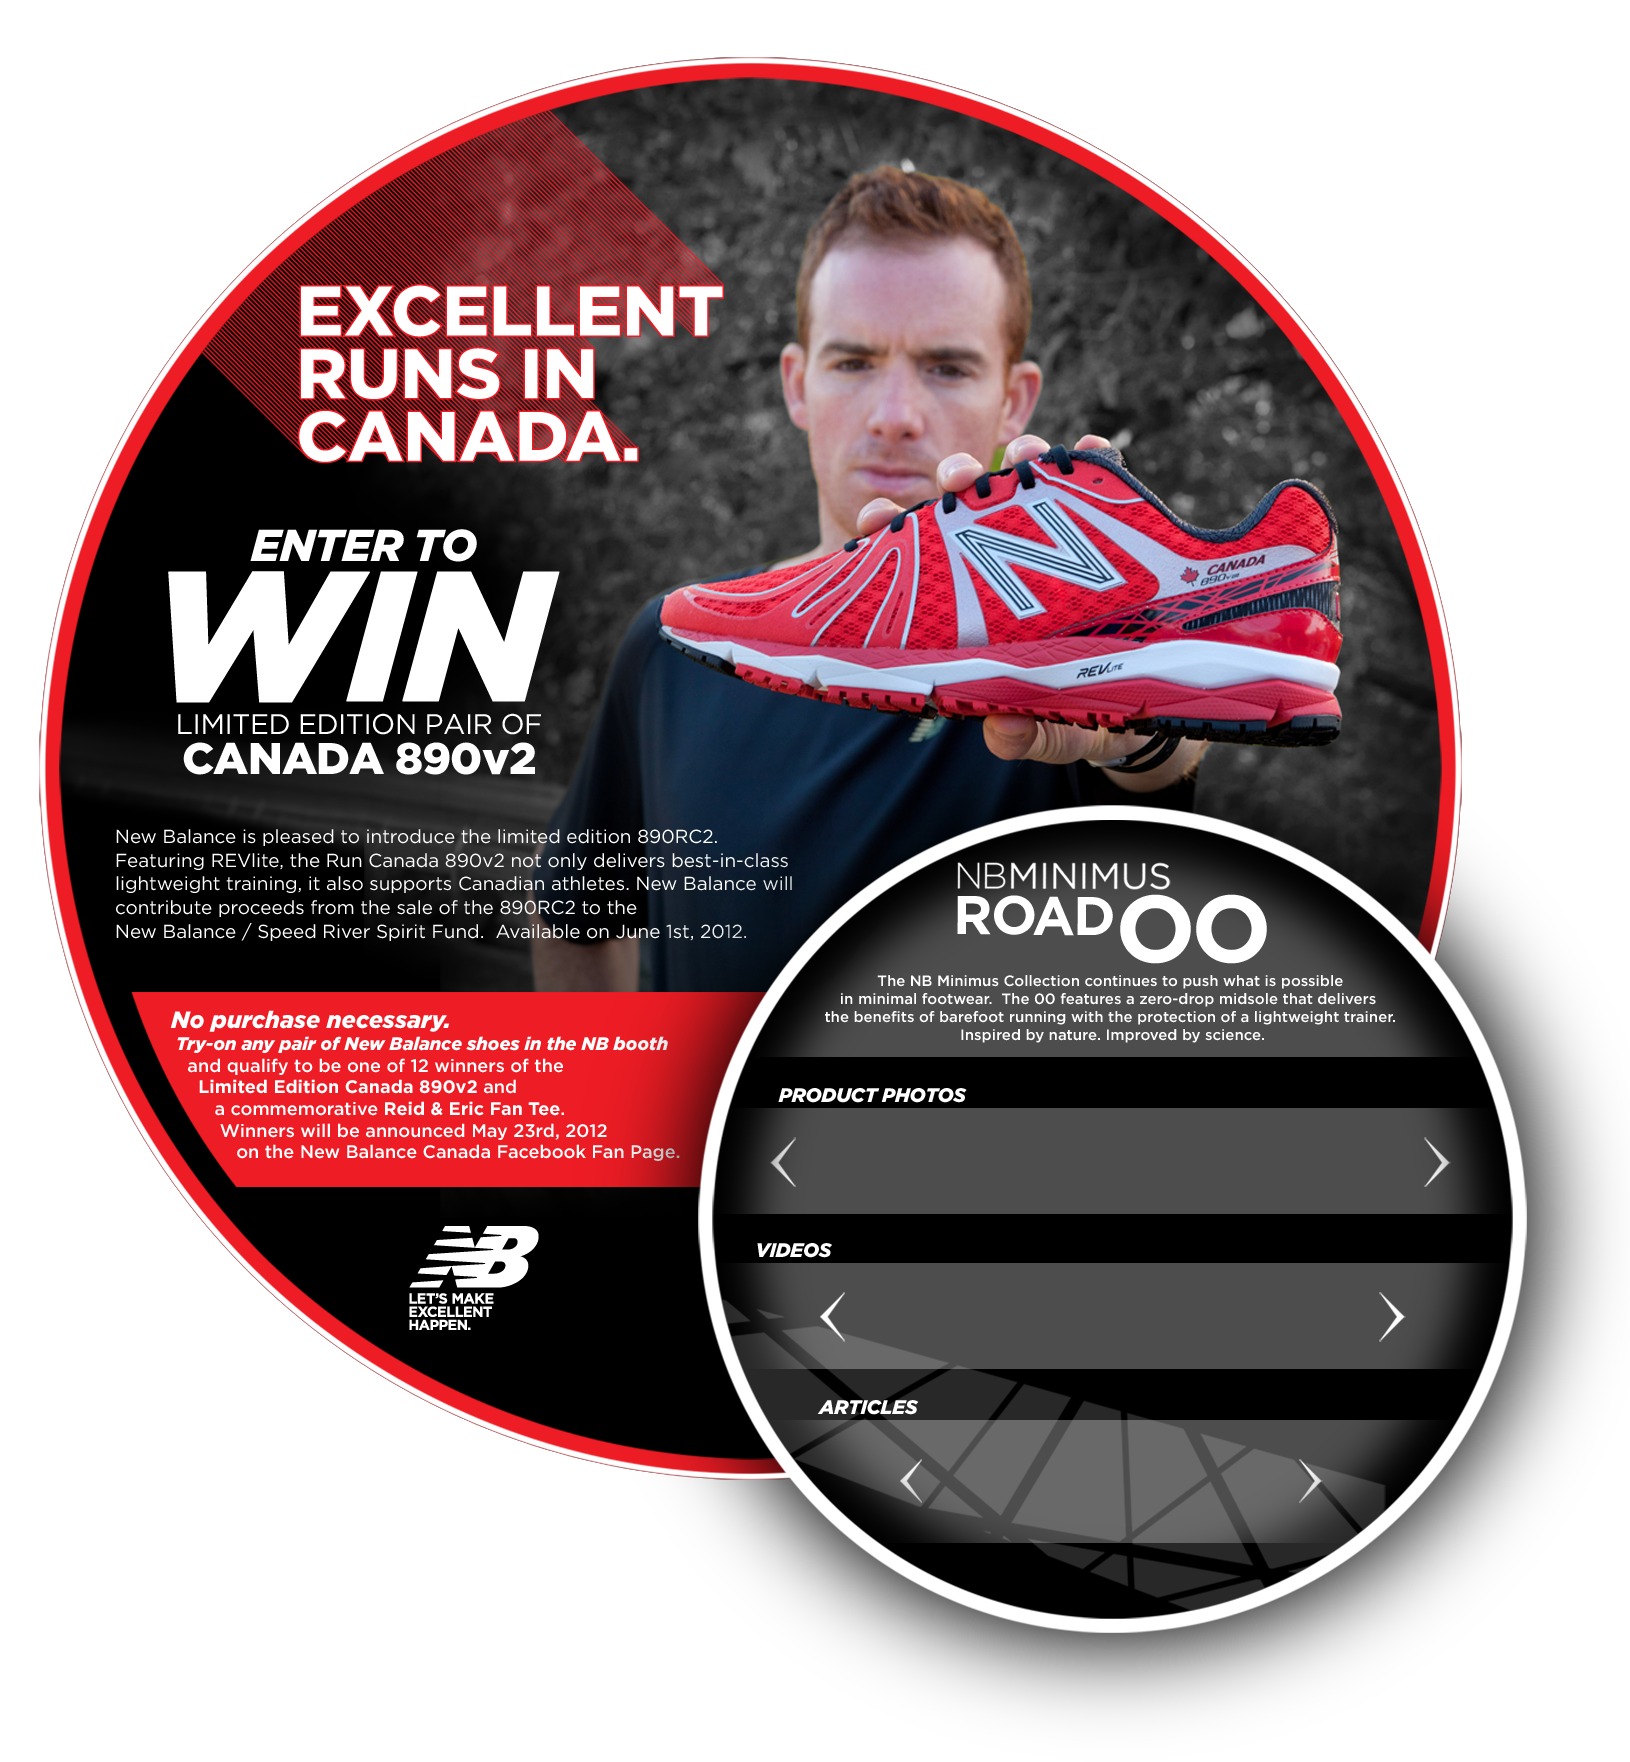 EXCELLENT
RUNS IN
CANADA.
ENTER TO
WIN
LIMITED EDITION PAIR OF
CANADA 890v2
New Balance is pleased to introduce the limited edition 890RC2.
Featuring REVlite, the Run Canada 890v2 not only delivers best-in-class
lightweight training, it also supports Canadian athletes. New Balance will
contribute proceeds from the sale of the 890RC2 to the
New Balance / Speed River Spirit Fund.  Available on June 1st, 2012.
No purchase necessary.
Try-on any pair of New Balance shoes in the NB booth
and qualify to be one of 12 winners of the
Limited Edition Canada 890v2 and
a commemorative Reid & Eric Fan Tee.
Winners will be announced May 23rd, 2012
on the New Balance Canada Facebook Fan Page.
NB
LET'S MAKE
EXCELLENT
HAPPEN.
N
CANADA
890v2
REVLITE
NBMINIMUS
ROAD 00
The NB Minimus Collection continues to push what is possible
in minimal footwear.  The 00 features a zero-drop midsole that delivers
the benefits of barefoot running with the protection of a lightweight trainer.
Inspired by nature. Improved by science.
PRODUCT PHOTOS
VIDEOS
ARTICLES